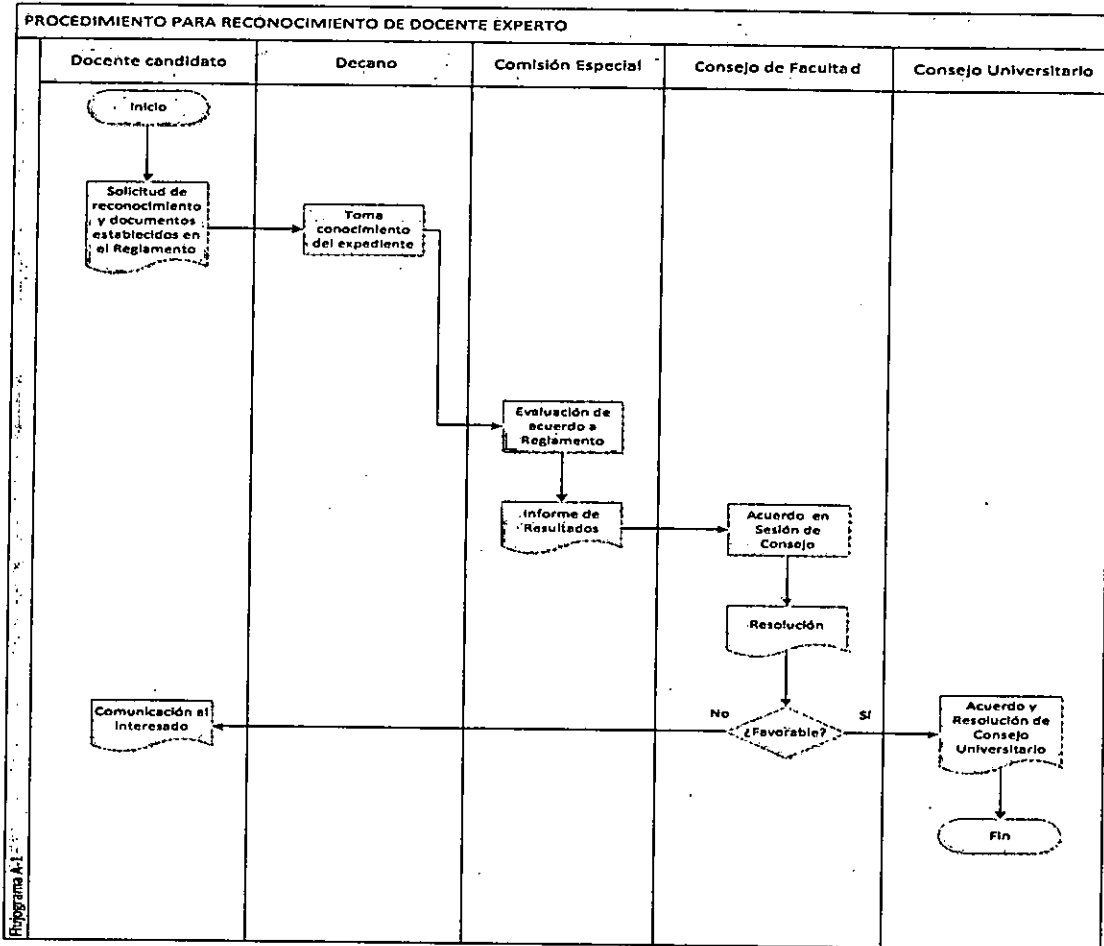 PROCEDIMIENTO PARA RECONOCIMIENTO DE DOCENTE EXPERTO
Docente candidato
Decano
Comisión Especial
Consejo de Facultad
Consejo Universitario
Inicio
Solicitud de
reconocimiento
y documentos
establecidos en
el Reglamento
Toma
conocimiento
del expediente
Evaluación de
acuerdo a
Reglamento
Informe de
Resultados
Acuerdo en
Sesión de
Consejo
Resolución
¿Favorable?
No
Sí
Comunicación al
interesado
Acuerdo y
Resolución de
Consejo
Universitario
Fin
Flujograma A-1